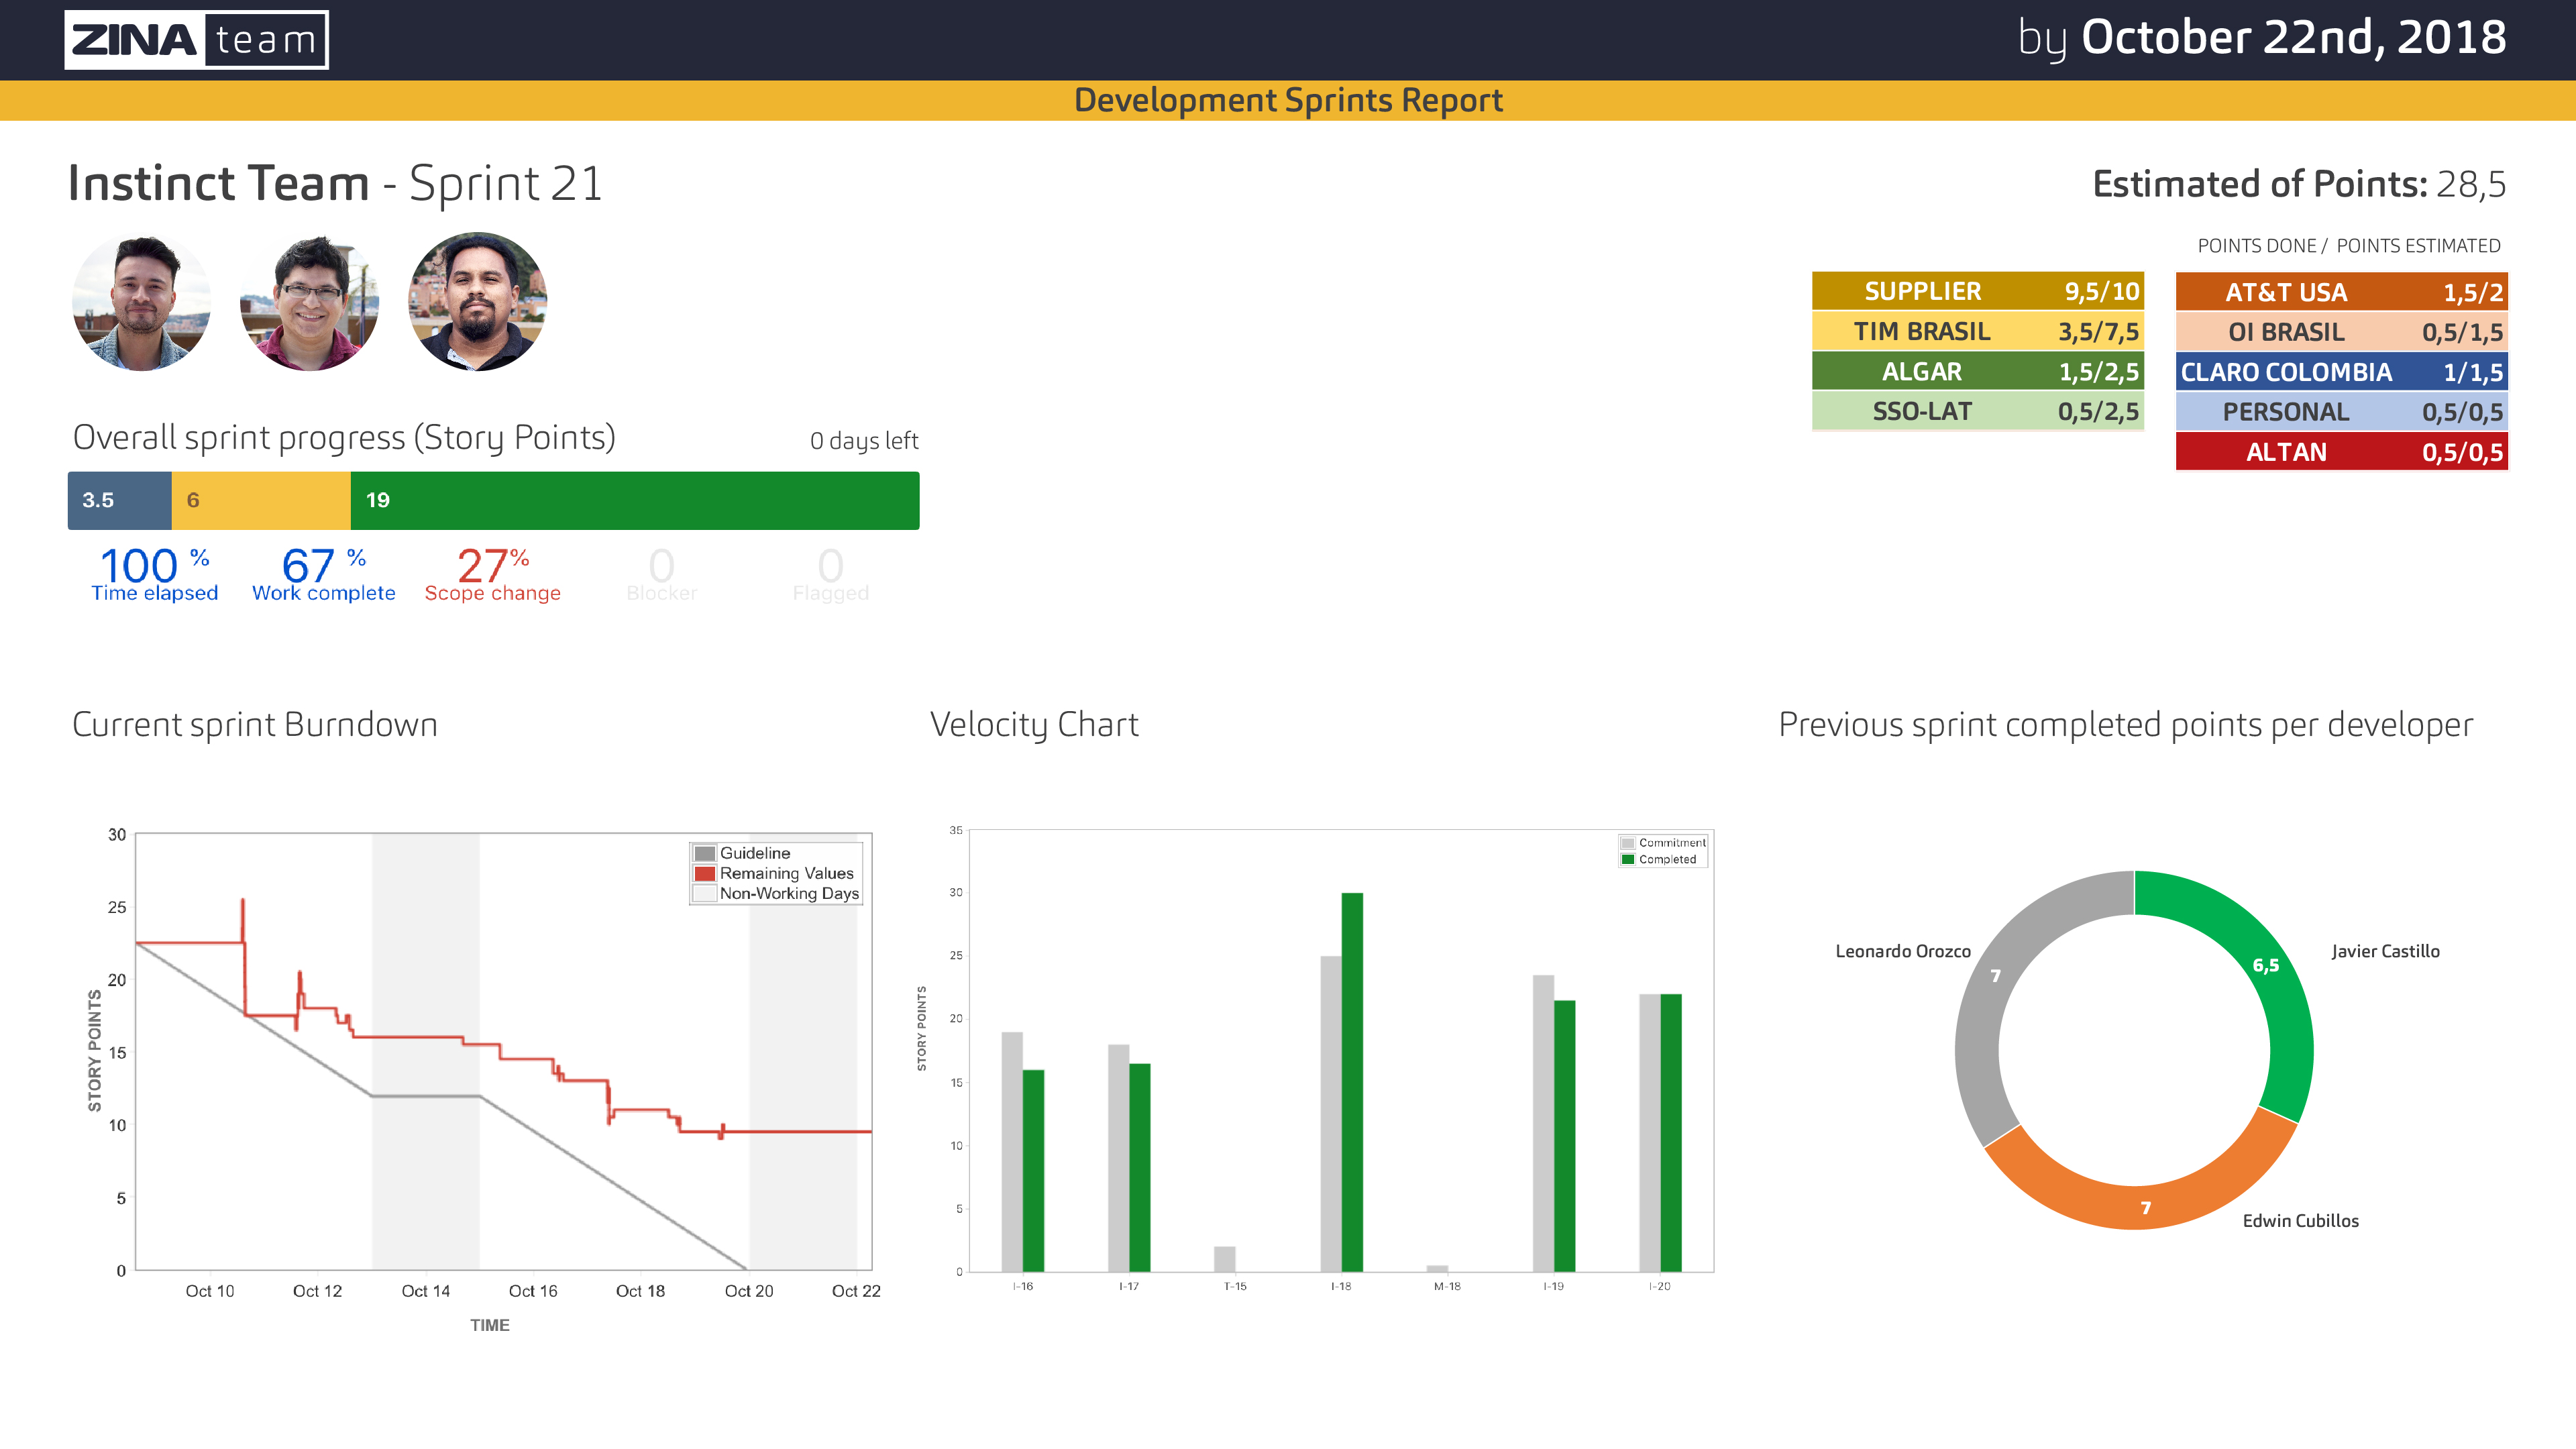 ZINA team
by October 22nd, 2018
Development Sprints Report
Instinct Team - Sprint 21
Estimated of Points: 28,5
POINTS DONE / POINTS ESTIMATED
SUPPLIER 9,5/10
TIM BRASIL 3,5/7,5
ALGAR 1,5/2,5
SSO-LAT 0,5/2,5
AT&T USA 1,5/2
OI BRASIL 0,5/1,5
CLARO COLOMBIA 1/1,5
PERSONAL 0,5/0,5
ALTAN 0,5/0,5
Overall sprint progress (Story Points)
0 days left
3.5 6 19
100 % 67 % 27% 0 0
Time elapsed Work complete Scope change Blocker Flagged
Current sprint Burndown
30
25
20
15
10
5
0
STORY POINTS
Guideline
Remaining Values
Non-Working Days
Oct 10 Oct 12 Oct 14 Oct 16 Oct 18 Oct 20 Oct 22
TIME
Velocity Chart
35
30
25
20
15
10
5
0
STORY POINTS
Commitment
Completed
I-16 I-17 T-15 I-18 M-18 I-19 I-20
Previous sprint completed points per developer
Leonardo Orozco
7
6,5
Javier Castillo
7
Edwin Cubillos